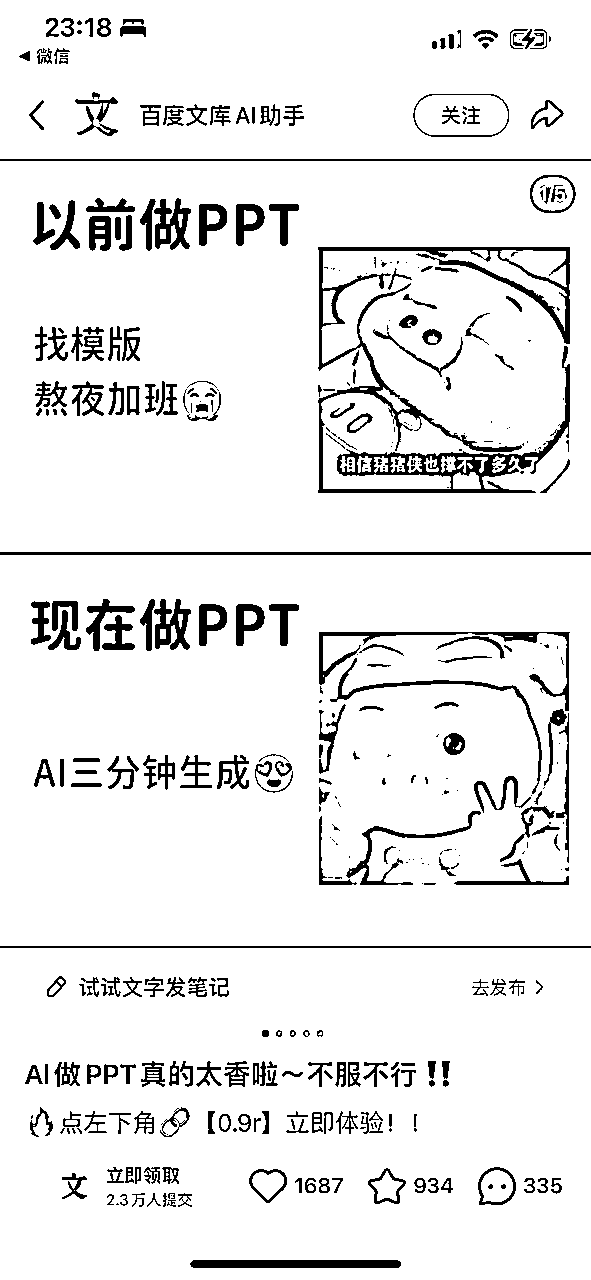 23:18
微信
文 百度文库AI助手 关注
1/5
以前做PPT
找模版
熬夜加班😭
相信猪猪侠也撑不了多久了
现在做PPT
AI三分钟生成😍
试试文字发笔记 去发布
AI做PPT真的太香啦~不服不行‼️
🔥点左下角🔗【0.9r】立即体验！！
文 立即领取 1687 934 335
2.3万人提交